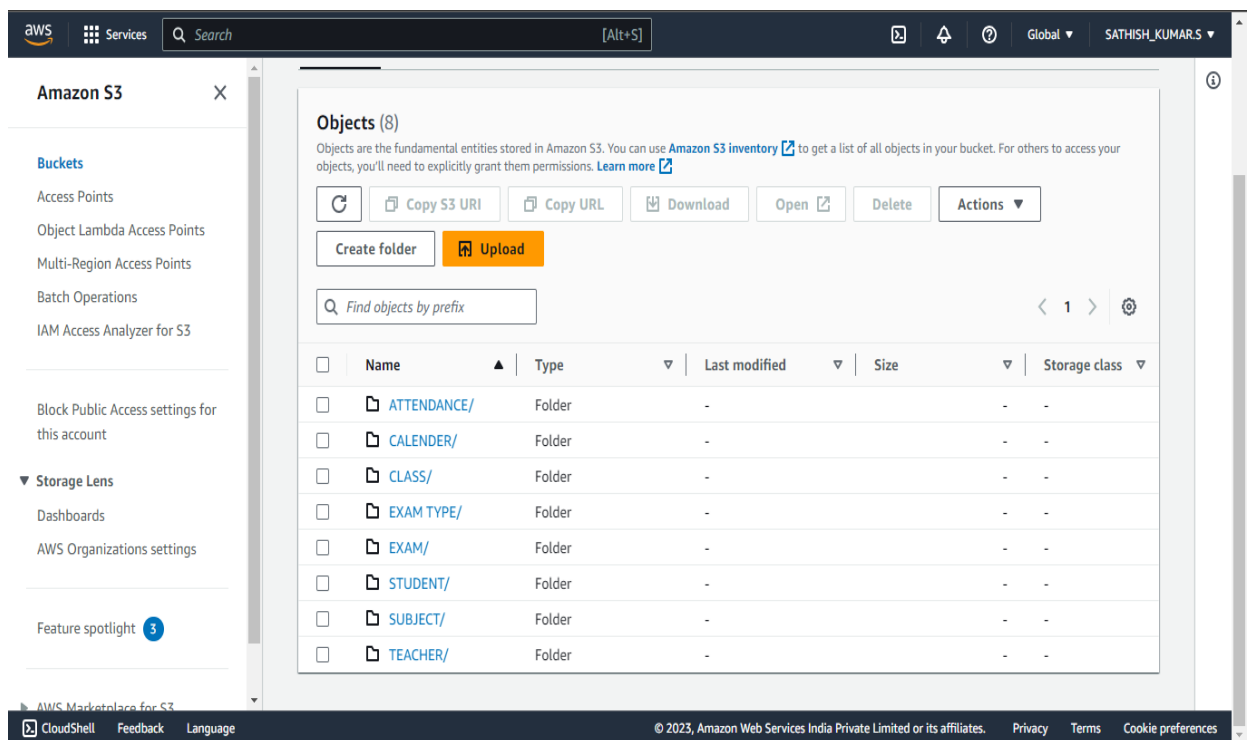 aws Services Search [Alt+S] Global ▼ SATHISH_KUMAR.S ▼
Amazon S3
Buckets
Access Points
Object Lambda Access Points
Multi-Region Access Points
Batch Operations
IAM Access Analyzer for S3
Block Public Access settings for
this account
▼ Storage Lens
Dashboards
AWS Organizations settings
Feature spotlight 3
AWS Marketplace for S3
Objects (8)
Objects are the fundamental entities stored in Amazon S3. You can use Amazon S3 inventory to get a list of all objects in your bucket. For others to access your
objects, you'll need to explicitly grant them permissions. Learn more
Copy S3 URI Copy URL Download Open Delete Actions ▼
Create folder Upload
Find objects by prefix < 1 >
Name Type Last modified Size Storage class
ATTENDANCE/ Folder - - -
CALENDER/ Folder - - -
CLASS/ Folder - - -
EXAM TYPE/ Folder - - -
EXAM/ Folder - - -
STUDENT/ Folder - - -
SUBJECT/ Folder - - -
TEACHER/ Folder - - -
CloudShell Feedback Language © 2023, Amazon Web Services India Private Limited or its affiliates. Privacy Terms Cookie preferences